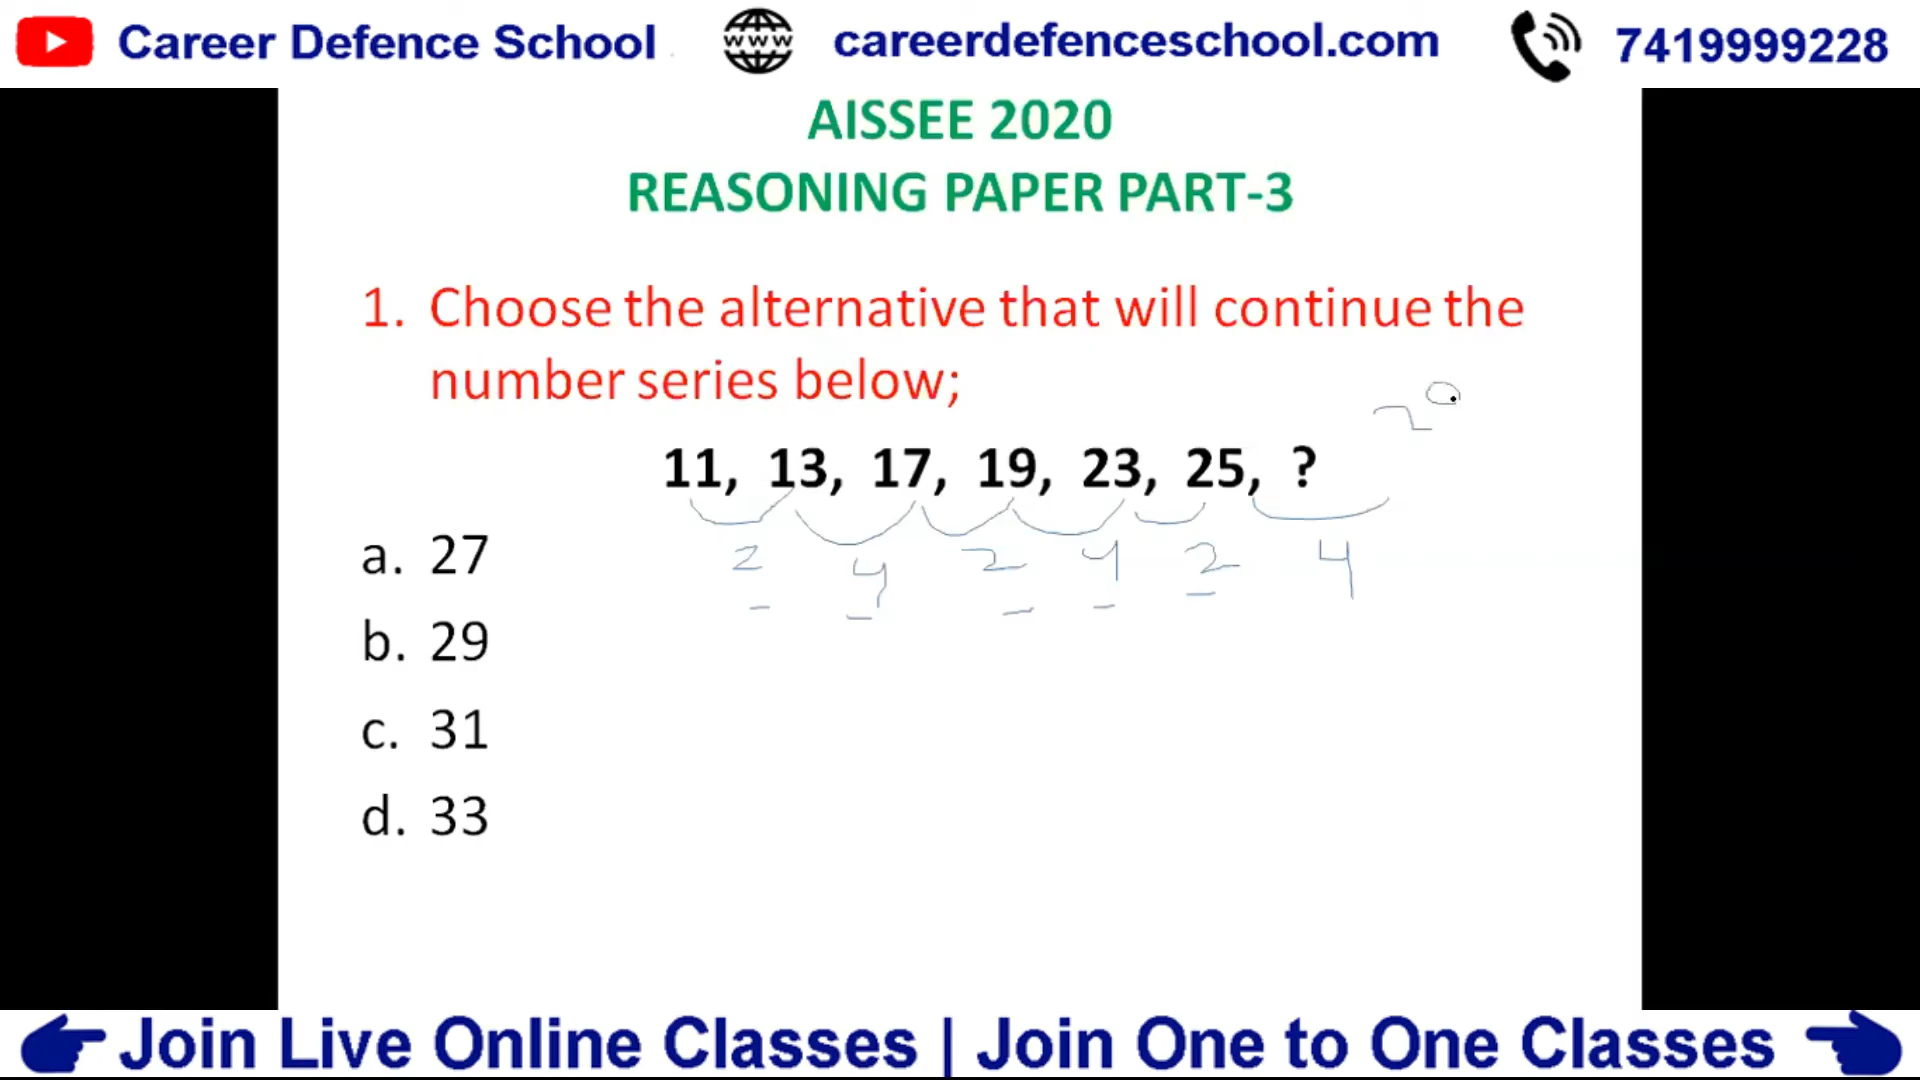 Career Defence School www careerdefenceschool.com 7419999228
AISSEE 2020
REASONING PAPER PART-3
1. Choose the alternative that will continue the
number series below;
11, 13, 17, 19, 23, 25, ?
2 4 2 4 2 4
a. 27
b. 29
c. 31
d. 33
Join Live Online Classes | Join One to One Classes